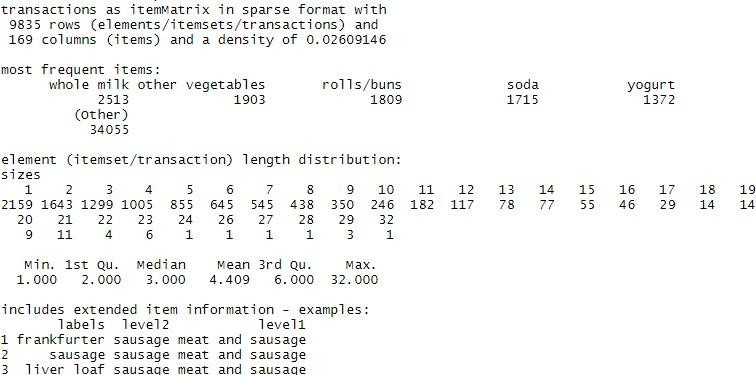 transactions as itemMatrix in sparse format with
9835 rows (elements/itemsets/transactions) and
169 columns (items) and a density of 0.02609146
most frequent items:
whole milk other vegetables rolls/buns soda yogurt
2513 1903 1809 1715 1372
(Other)
34055
element (itemset/transaction) length distribution:
sizes
1 2 3 4 5 6 7 8 9 10 11 12 13 14 15 16 17 18 19
2159 1643 1299 1005 855 645 545 438 350 246 182 117 78 77 55 46 29 14 14
20 21 22 23 24 26 27 28 29 32
9 11 4 6 1 1 1 1 3 1
Min. 1st Qu. Median Mean 3rd Qu. Max.
1.000 2.000 3.000 4.409 6.000 32.000
includes extended item information - examples:
labels level2 level1
1 frankfurter sausage meat and sausage
2 sausage sausage meat and sausage
3 liver loaf sausage meat and sausage